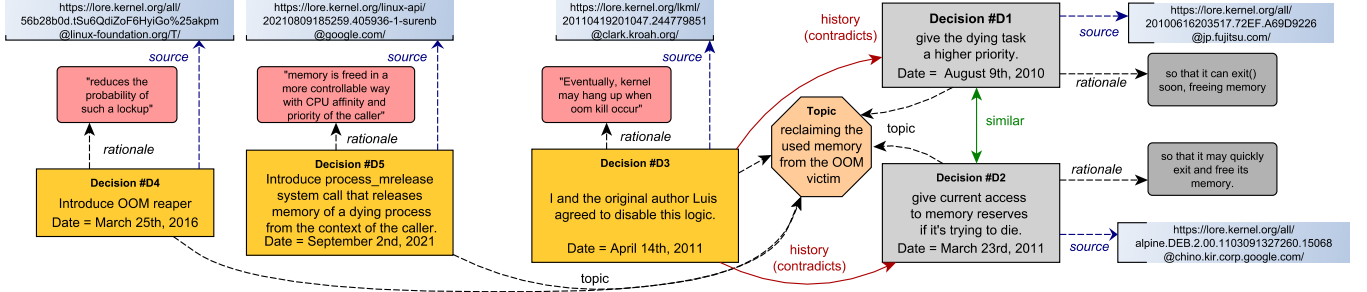 https://lore.kernel.org/all/
56b28b0d.tSu6QdiZoF6HyiGo%25akpm
@linux-foundation.org/T/
source
"reduces the
probability of
such a lockup"
rationale
Decision #D4
Introduce OOM reaper
Date = March 25th, 2016
https://lore.kernel.org/linux-api/
20210809185259.405936-1-surenb
@google.com/
source
"memory is freed in a
more controllable way
with CPU affinity and
priority of the caller"
rationale
Decision #D5
Introduce process_mrelease
system call that releases
memory of a dying process
from the context of the caller.
Date = September 2nd, 2021
https://lore.kernel.org/lkml/
20110419201047.244779851
@clark.kroah.org/
source
"Eventually, kernel
may hang up when
oom kill occur"
rationale
Decision #D3
I and the original author Luis
agreed to disable this logic.
Date = April 14th, 2011
history
(contradicts)
Topic
reclaiming the
used memory
from the OOM
victim
topic
topic
history
(contradicts)
Decision #D1
give the dying task
a higher priority.
Date = August 9th, 2010
source
https://lore.kernel.org/all/
20100616203517.72EF.A69D9226
@jp.fujitsu.com/
rationale
so that it can exit()
soon, freeing memory
similar
Decision #D2
give current access
to memory reserves
if it's trying to die.
Date = March 23rd, 2011
rationale
so that it may quickly
exit and free its
memory.
source
https://lore.kernel.org/all/
alpine.DEB.2.00.1103091327260.15068
@chino.kir.corp.google.com/